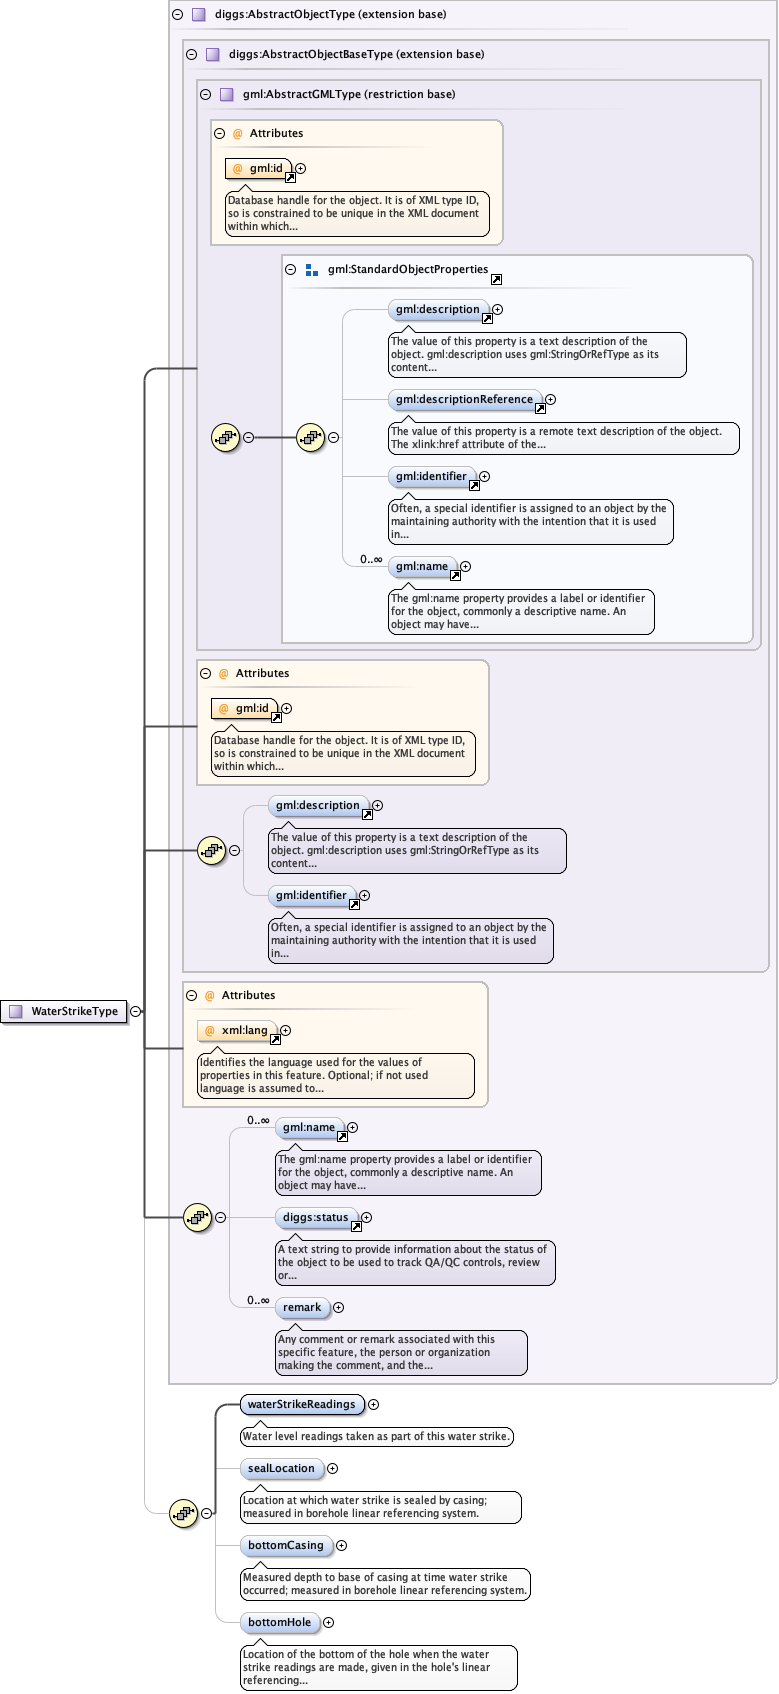 diggs:AbstractObjectType (extension base)
diggs:AbstractObjectBaseType (extension base)
gml:AbstractGMLType (restriction base)
@ Attributes
@ gml:id
Database handle for the object. It is of XML type ID,
so is constrained to be unique in the XML document
within which...
gml:StandardObjectProperties
gml:description
The value of this property is a text description of the
object. gml:description uses gml:StringOrRefType as its
content...
gml:descriptionReference
The value of this property is a remote text description of the object.
The xlink:href attribute of the...
gml:identifier
Often, a special identifier is assigned to an object by the
maintaining authority with the intention that it is used
in...
0..∞
gml:name
The gml:name property provides a label or identifier
for the object, commonly a descriptive name. An
object may have...
@ Attributes
@ gml:id
Database handle for the object. It is of XML type ID,
so is constrained to be unique in the XML document
within which...
gml:description
The value of this property is a text description of the
object. gml:description uses gml:StringOrRefType as its
content...
gml:identifier
Often, a special identifier is assigned to an object by the
maintaining authority with the intention that it is used
in...
WaterStrikeType
@ Attributes
@ xml:lang
Identifies the language used for the values of
properties in this feature. Optional; if not used
language is assumed to...
0..∞
gml:name
The gml:name property provides a label or identifier
for the object, commonly a descriptive name. An
object may have...
diggs:status
A text string to provide information about the status of
the object to be used to track QA/QC controls, review
or...
0..∞
remark
Any comment or remark associated with this
specific feature, the person or organization
making the comment, and the...
waterStrikeReadings
Water level readings taken as part of this water strike.
sealLocation
Location at which water strike is sealed by casing;
measured in borehole linear referencing system.
bottomCasing
Measured depth to base of casing at time water strike
occurred; measured in borehole linear referencing system.
bottomHole
Location of the bottom of the hole when the water
strike readings are made, given in the hole's linear
referencing...